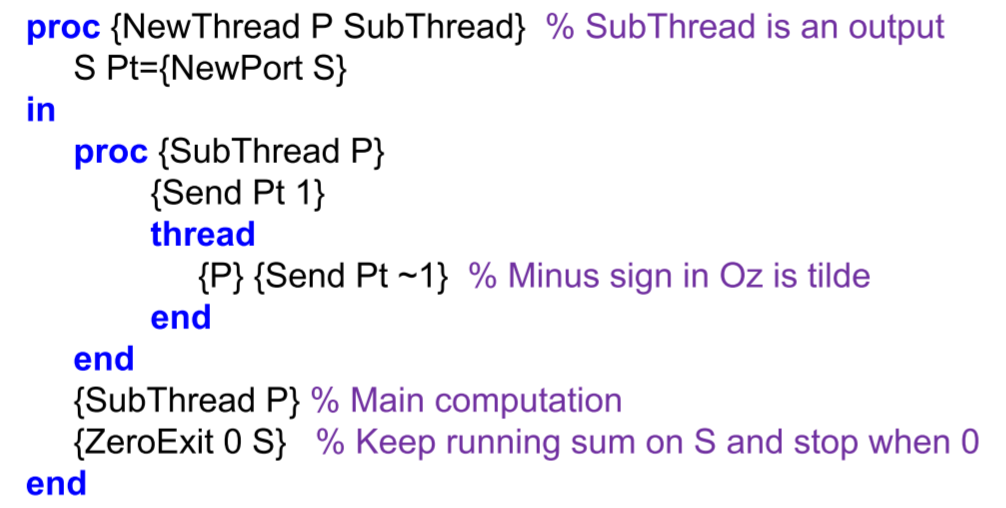 proc {NewThread P SubThread} % SubThread is an output
S Pt={NewPort S}
in
proc {SubThread P}
{Send Pt 1}
thread
{P} {Send Pt ~1} % Minus sign in Oz is tilde
end
end
{SubThread P} % Main computation
{ZeroExit 0 S} % Keep running sum on S and stop when 0
end